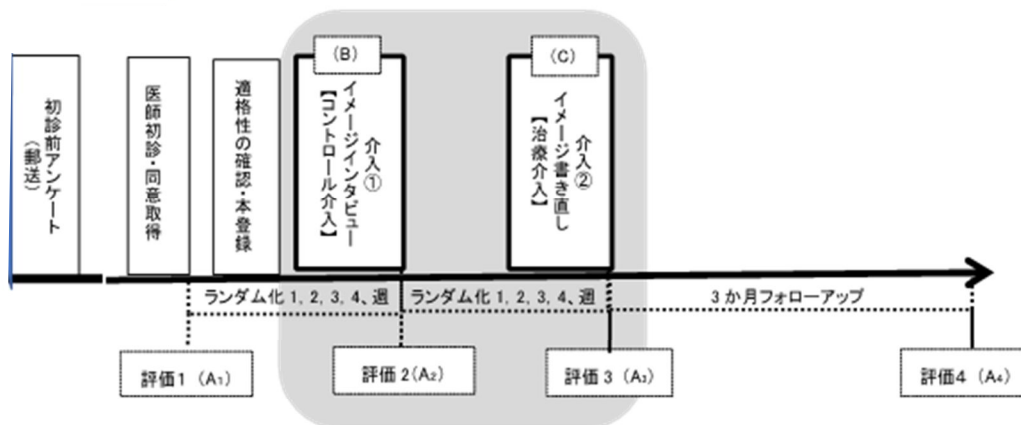 初診前アンケート
(郵送)
医師初診・同意取得
適格性の確認・本登録
(B)
介入①
イメージインタビュー
【コントロール介入】
(C)
介入②
イメージ書き直し
【治療介入】
ランダム化 1, 2, 3, 4、週
ランダム化 1, 2, 3, 4、週
3か月フォローアップ
評価1 (A₁)
評価2(A₂)
評価3 (A₃)
評価4 (A₄)